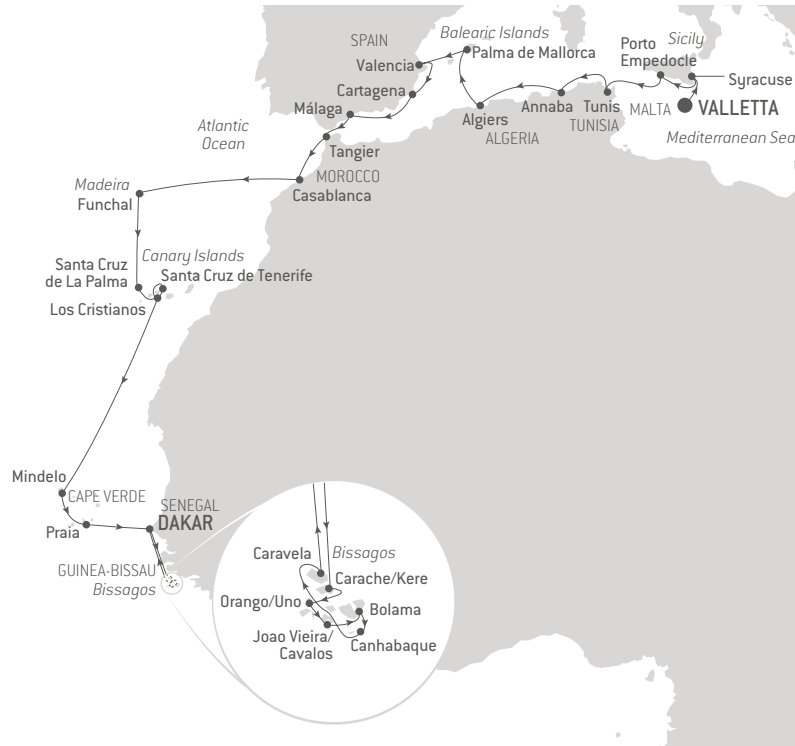 SPAIN
Balearic Islands
Palma de Mallorca
Valencia
Cartagena
Málaga
Porto
Empedocle
Sicily
Syracuse
MALTA
VALLETTA
Mediterranean Sea
Annaba
Tunis
TUNISIA
Algiers
ALGERIA
Atlantic
Ocean
Tangier
MOROCCO
Casablanca
Madeira
Funchal
Canary Islands
Santa Cruz
de La Palma
Santa Cruz de Tenerife
Los Cristianos
Mindelo
CAPE VERDE
Praia
SENEGAL
DAKAR
GUINEA-BISSAU
Bissagos
Caravela
Bissagos
Carache/Kere
Orango/Uno
Bolama
Joao Vieira/
Cavalos
Canhabaque